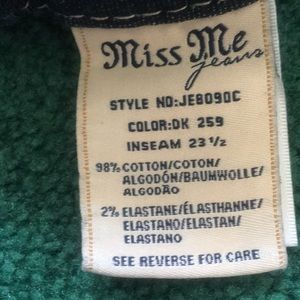 Miss Me
jeans
STYLE NO:JE8090C
COLOR:DK 259
INSEAM 23 1/2
98% COTTON/COTON/
ALGODÓN/BAUMWOLLE/
ALGODÃO
2% ELASTANE/ÉLASTHANNE/
ELASTANO/ELASTAN/
ELASTANO
SEE REVERSE FOR CARE